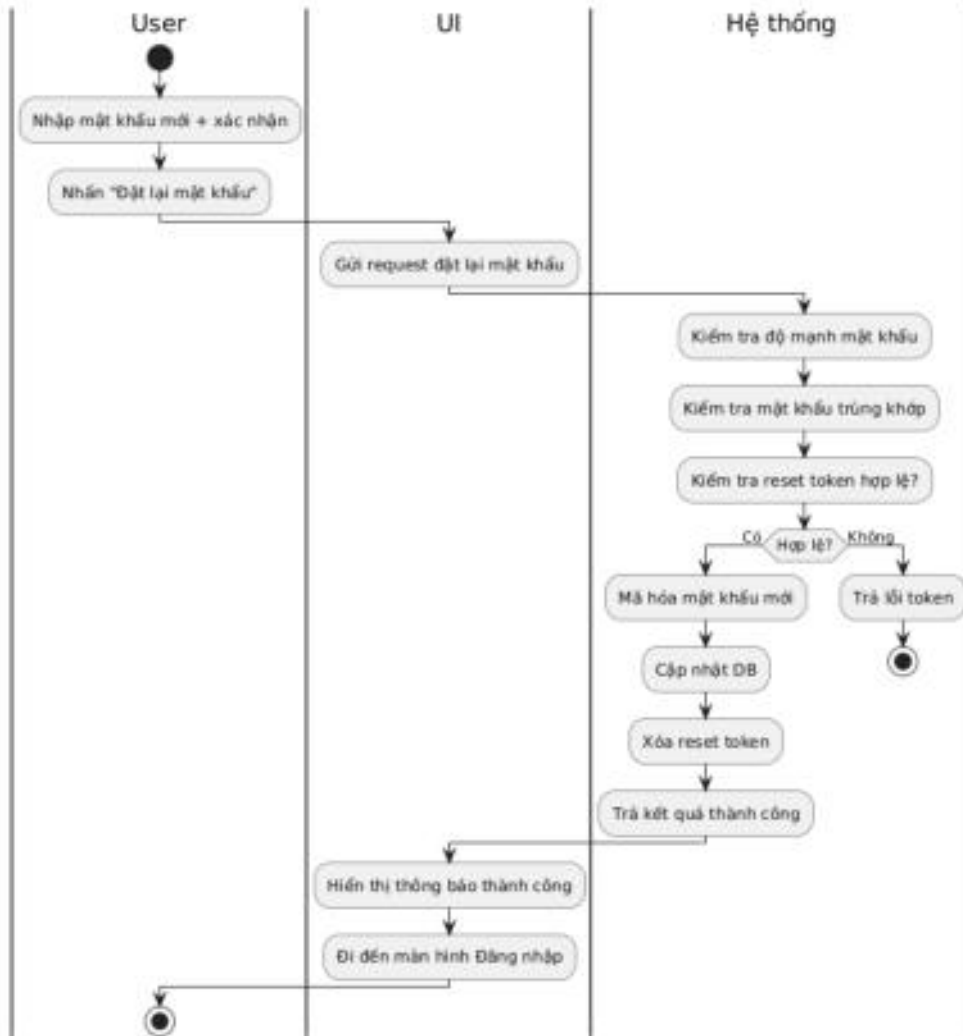 User
UI
Hệ thống
Nhập mật khẩu mới + xác nhận
Nhấn "Đặt lại mật khẩu"
Gửi request đặt lại mật khẩu
Kiểm tra độ mạnh mật khẩu
Kiểm tra mật khẩu trùng khớp
Kiểm tra reset token hợp lệ?
Có
Hợp lệ?
Không
Mã hóa mật khẩu mới
Trả lỗi token
Cập nhật DB
Xóa reset token
Trả kết quả thành công
Hiển thị thông báo thành công
Đi đến màn hình Đăng nhập